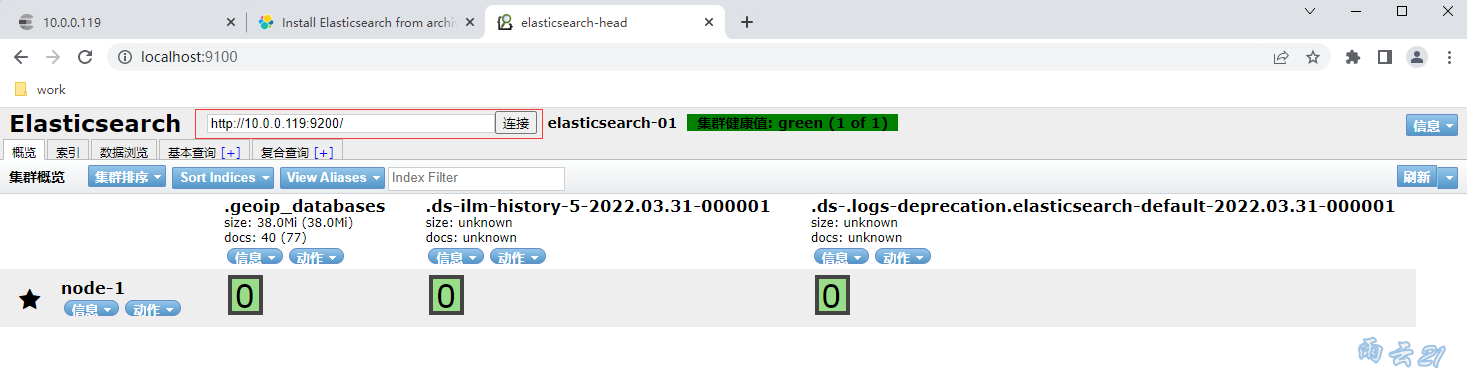 10.0.0.119
Install Elasticsearch from archi
elasticsearch-head
localhost:9100
work
Elasticsearch http://10.0.0.119:9200/ 连接 elasticsearch-01 集群健康值: green (1 of 1) 信息
概览 索引 数据浏览 基本查询 [+] 复合查询 [+]
集群概览 集群排序 Sort Indices View Aliases Index Filter 刷新
.geoip_databases .ds-ilm-history-5-2022.03.31-000001 .ds-.logs-deprecation.elasticsearch-default-2022.03.31-000001
size: 38.0Mi (38.0Mi) size: unknown size: unknown
docs: 40 (77) docs: unknown docs: unknown
信息 动作 信息 动作 信息 动作
node-1 0 0 0
信息 动作
雨云21